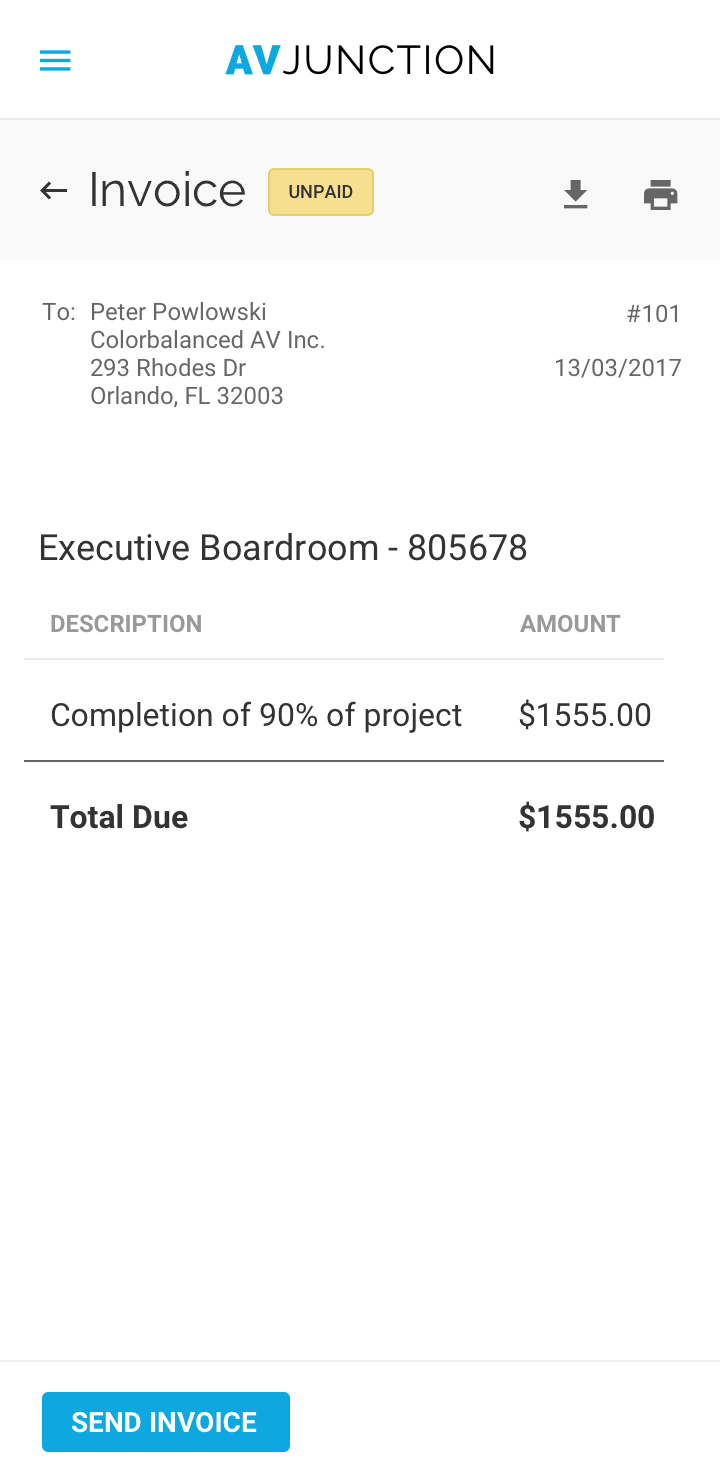 AVJUNCTION
Invoice UNPAID
To: Peter Powlowski #101
Colorbalanced AV Inc.
293 Rhodes Dr 13/03/2017
Orlando, FL 32003
Executive Boardroom - 805678
DESCRIPTION AMOUNT
Completion of 90% of project $1555.00
Total Due $1555.00
SEND INVOICE